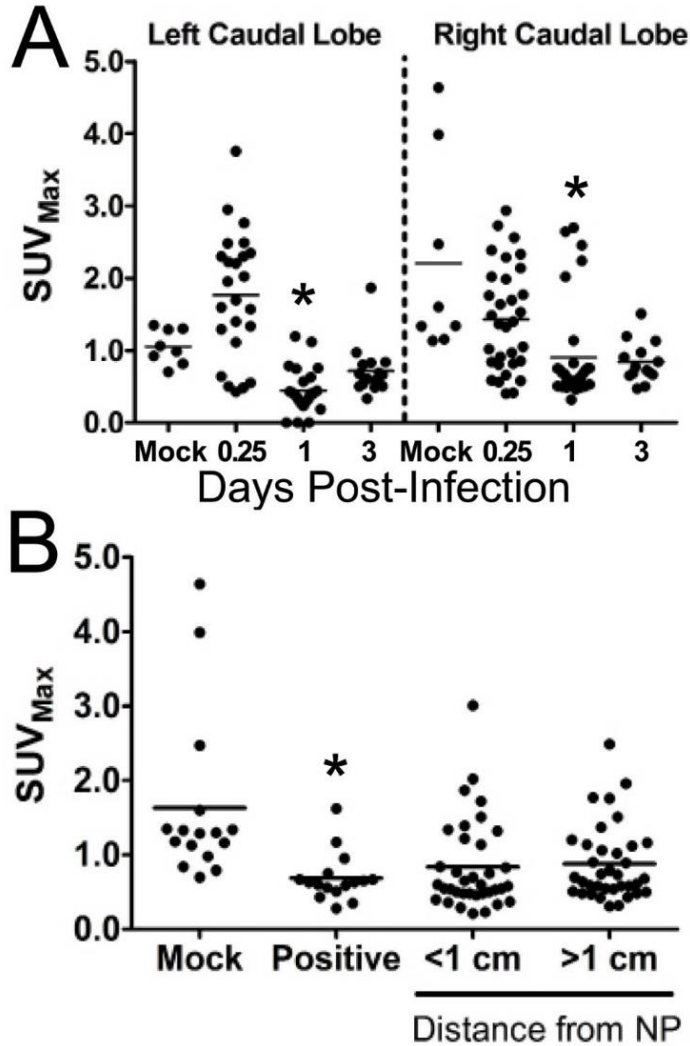 A
Left Caudal Lobe Right Caudal Lobe
5.0
4.0
3.0
2.0
1.0
0.0
SUVMax
* *
Mock 0.25 1 3 Mock 0.25 1 3
Days Post-Infection
B
5.0
4.0
3.0
2.0
1.0
0.0
SUVMax
*
Mock Positive <1 cm >1 cm
Distance from NP